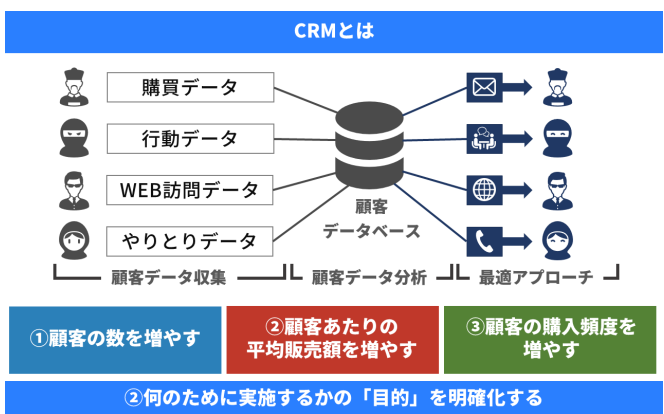 CRMとは
購買データ
行動データ
WEB訪問データ
やりとりデータ
顧客
データベース
顧客データ収集
顧客データ分析
最適アプローチ
①顧客の数を増やす
②顧客あたりの
平均販売額を増やす
③顧客の購入頻度を
増やす
②何のために実施するかの「目的」を明確化する